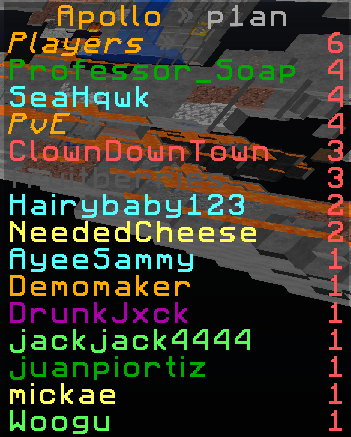 Apollo » p1an
Players 6
Professor_Soap 4
SeaHqwk 4
PvE 4
ClownDownTown 3
3
Hairybaby123 2
NeededCheese 2
AyeeSammy 1
Demomaker 1
DrunkJxck 1
jackjack4444 1
juanpiortiz 1
mickae 1
Woogu 1